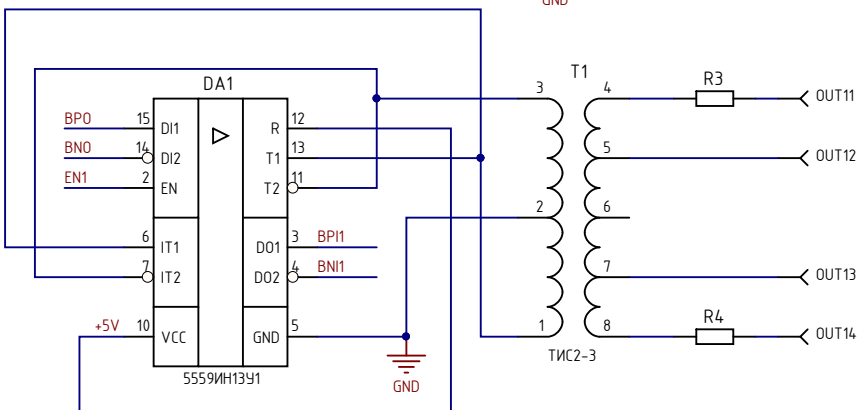 GND
DA1
T1
BP0 15 DI1
BN0 14 DI2
EN1 2 EN
6 IT1
7 IT2
+5V 10 VCC
R 12
T1 13
T2 11
DO1 3 BPI1
DO2 4 BNI1
GND 5
5559ИН13У1
GND
3
2
1
4
5
6
7
8
ТИС2-3
R3
OUT11
OUT12
OUT13
R4
OUT14